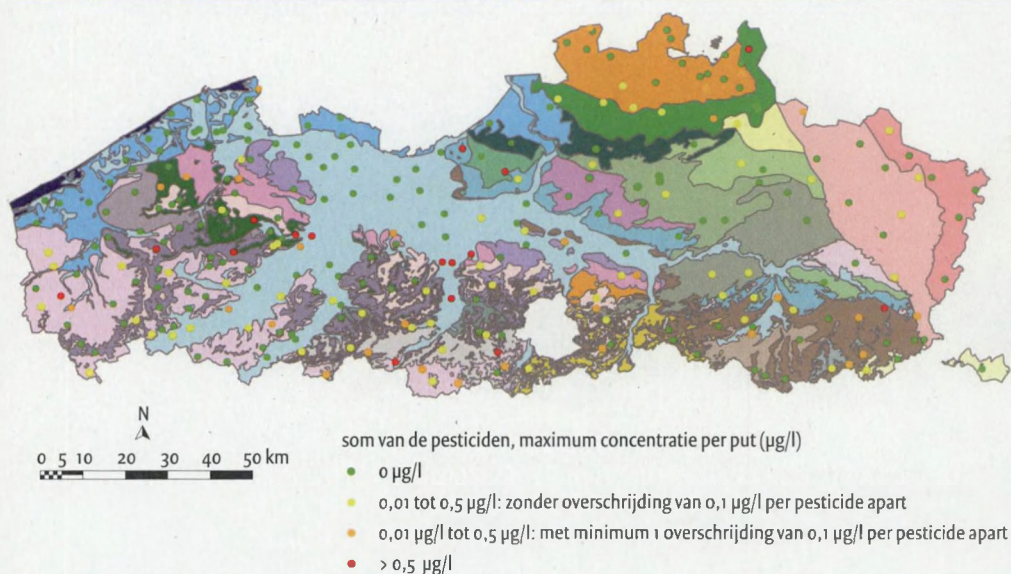 N
0 5 10 20 30 40 50 km
som van de pesticiden, maximum concentratie per put (µg/l)
0 µg/l
0,01 tot 0,5 µg/l: zonder overschrijding van 0,1 µg/l per pesticide apart
0,01 µg/l tot 0,5 µg/l: met minimum 1 overschrijding van 0,1 µg/l per pesticide apart
> 0,5 µg/l